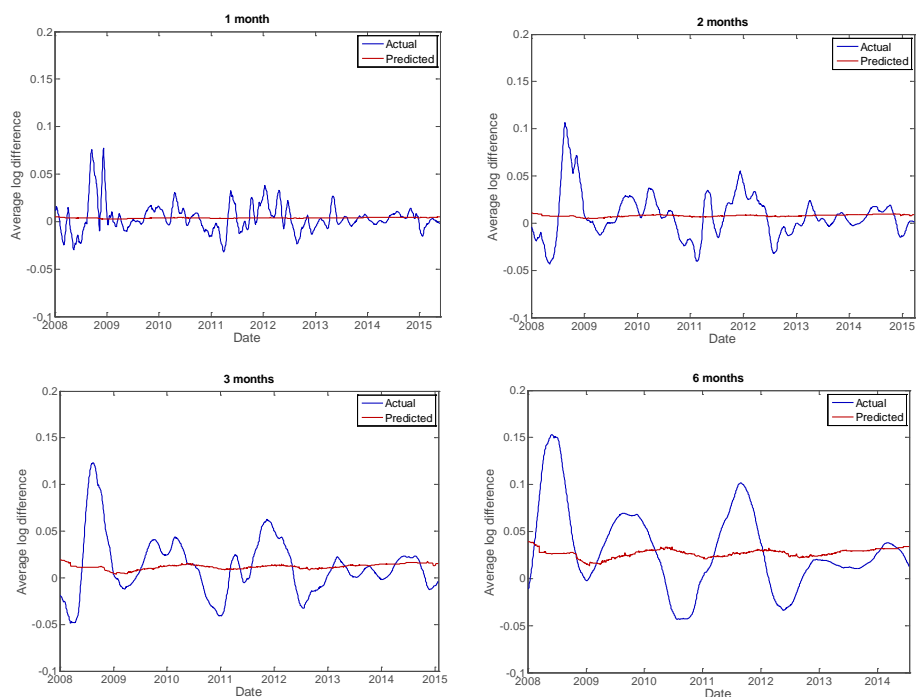 1 month
0.2
0.15
0.1
0.05
0
-0.05
-0.1
Average log difference
2008 2009 2010 2011 2012 2013 2014 2015
Date
Actual
Predicted
2 months
0.2
0.15
0.1
0.05
0
-0.05
-0.1
Average log difference
2008 2009 2010 2011 2012 2013 2014 2015
Date
Actual
Predicted
3 months
0.2
0.15
0.1
0.05
0
-0.05
-0.1
Average log difference
2008 2009 2010 2011 2012 2013 2014 2015
Date
Actual
Predicted
6 months
0.2
0.15
0.1
0.05
0
-0.05
-0.1
Average log difference
2008 2009 2010 2011 2012 2013 2014
Date
Actual
Predicted